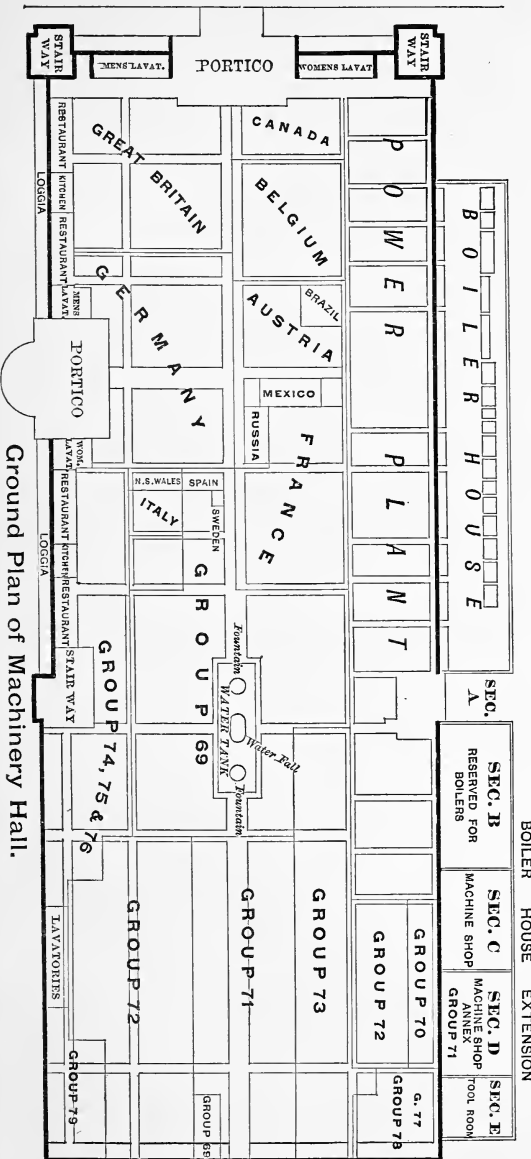 STAIR
WAY
MENS LAVAT.
PORTICO
WOMENS LAVAT
STAIR
WAY
RESTAURANT
KITCHEN
RESTAURANT
LOGGIA
MENS
LAVAT.
PORTICO
WOM.
LAVAT.
RESTAURANT
KITCHEN
RESTAURANT
LOGGIA
STAIR WAY
GREAT BRITAIN
CANADA
BELGIUM
GERMANY
AUSTRIA
BRAZIL
MEXICO
RUSSIA
FRANCE
N.S.WALES
SPAIN
ITALY
SWEDEN
POWER PLANT
BOILER HOUSE
GROUP 69
Fountain
WATER TANK
Water Fall
Fountain
GROUP 74, 75 & 76
SEC.
A
BOILER HOUSE EXTENSION
SEC. B
RESERVED FOR
BOILERS
SEC. C
MACHINE SHOP
SEC. D
MACHINE SHOP
ANNEX
GROUP 71
SEC. E
TOOL ROOM
GROUP 70
GROUP 72
GROUP 73
GROUP 71
GROUP 72
LAVATORIES
G. 77
GROUP 78
GROUP 69
GROUP 79
Ground Plan of Machinery Hall.